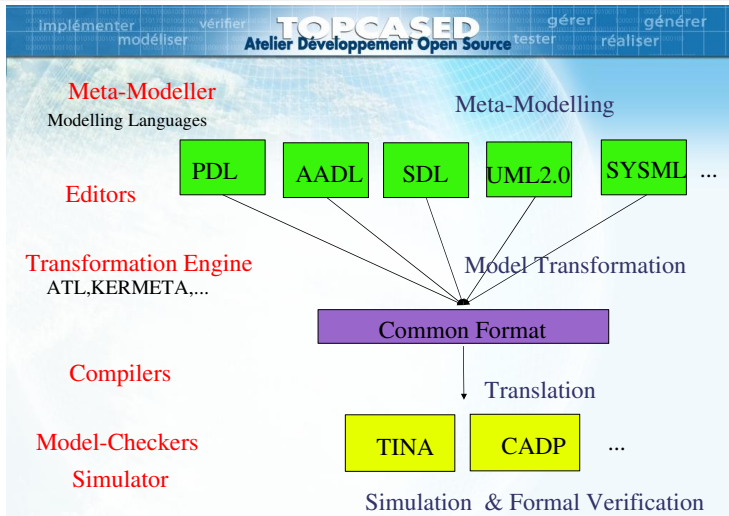 implémenter vérifier TOPCASED gérer générer
modéliser Atelier Développement Open Source tester réaliser
Meta-Modeller Meta-Modelling
Modelling Languages
PDL AADL SDL UML2.0 SYSML ...
Editors
Transformation Engine Model Transformation
ATL,KERMETA,...
Common Format
Compilers
Translation
Model-Checkers TINA CADP ...
Simulator
Simulation & Formal Verification